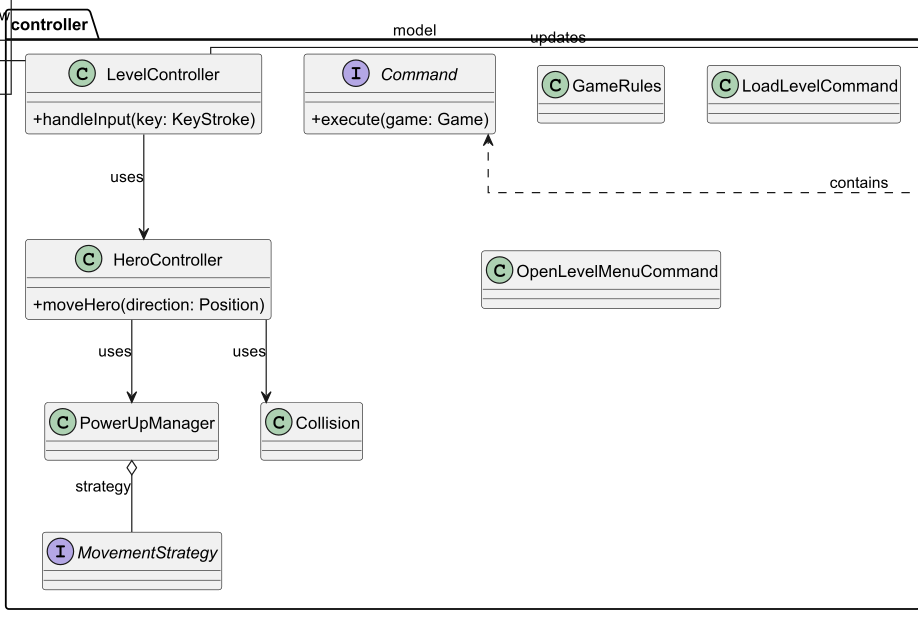 w
controller
model
updates
C LevelController
+handleInput(key: KeyStroke)
I Command
+execute(game: Game)
C GameRules
C LoadLevelCommand
contains
uses
C HeroController
+moveHero(direction: Position)
C OpenLevelMenuCommand
uses
uses
C PowerUpManager
C Collision
strategy
I MovementStrategy